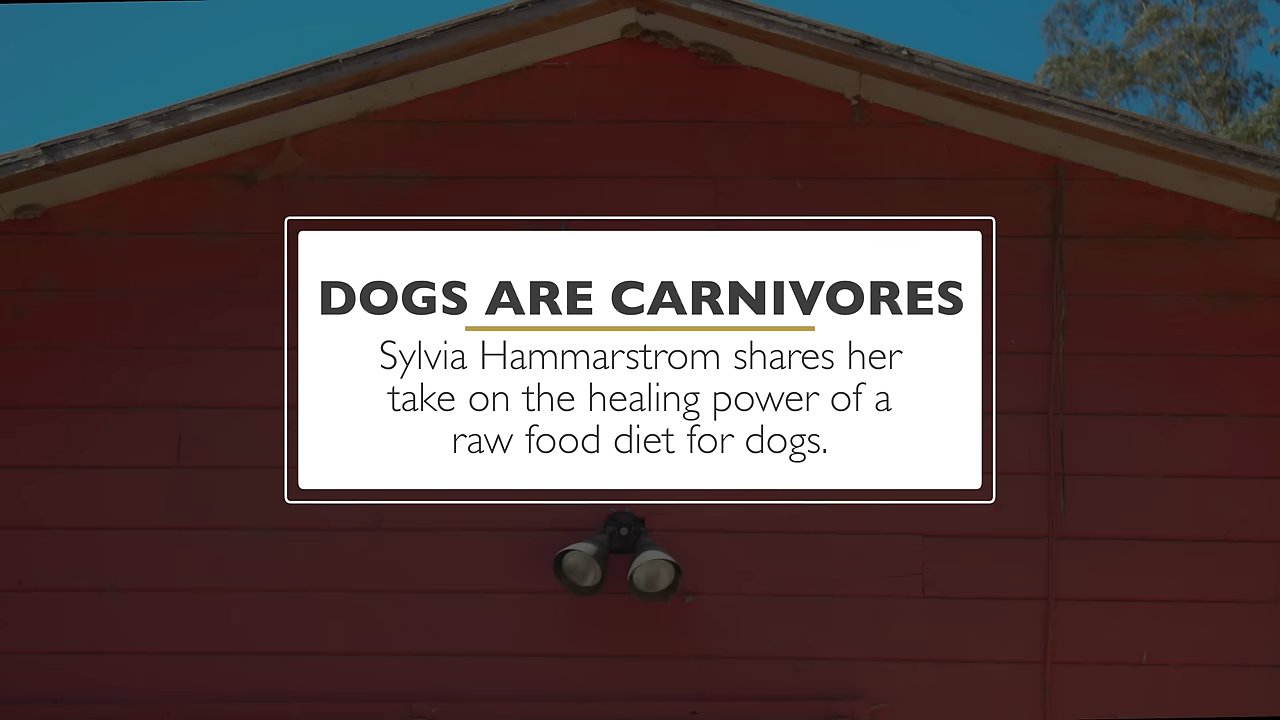 DOGS ARE CARNIVORES
Sylvia Hammarstrom shares her
take on the healing power of a
raw food diet for dogs.